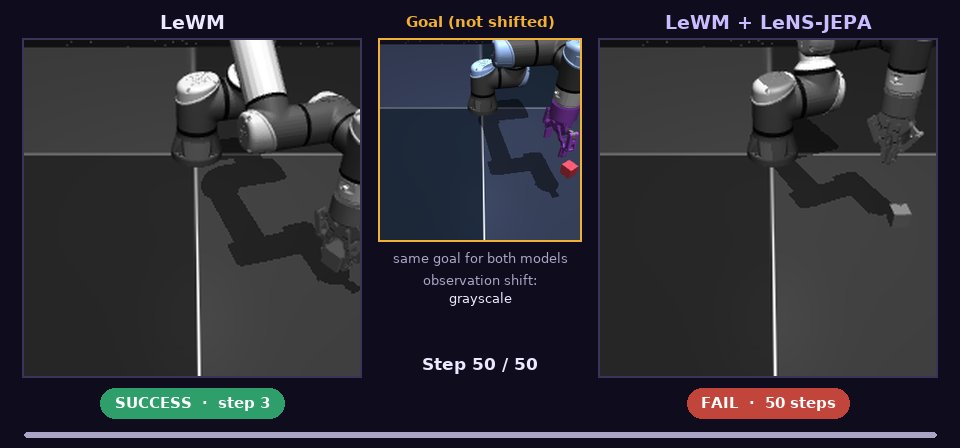 LeWM
Goal (not shifted)
LeWM + LeNS-JEPA
same goal for both models
observation shift:
grayscale
Step 50 / 50
SUCCESS · step 3
FAIL · 50 steps